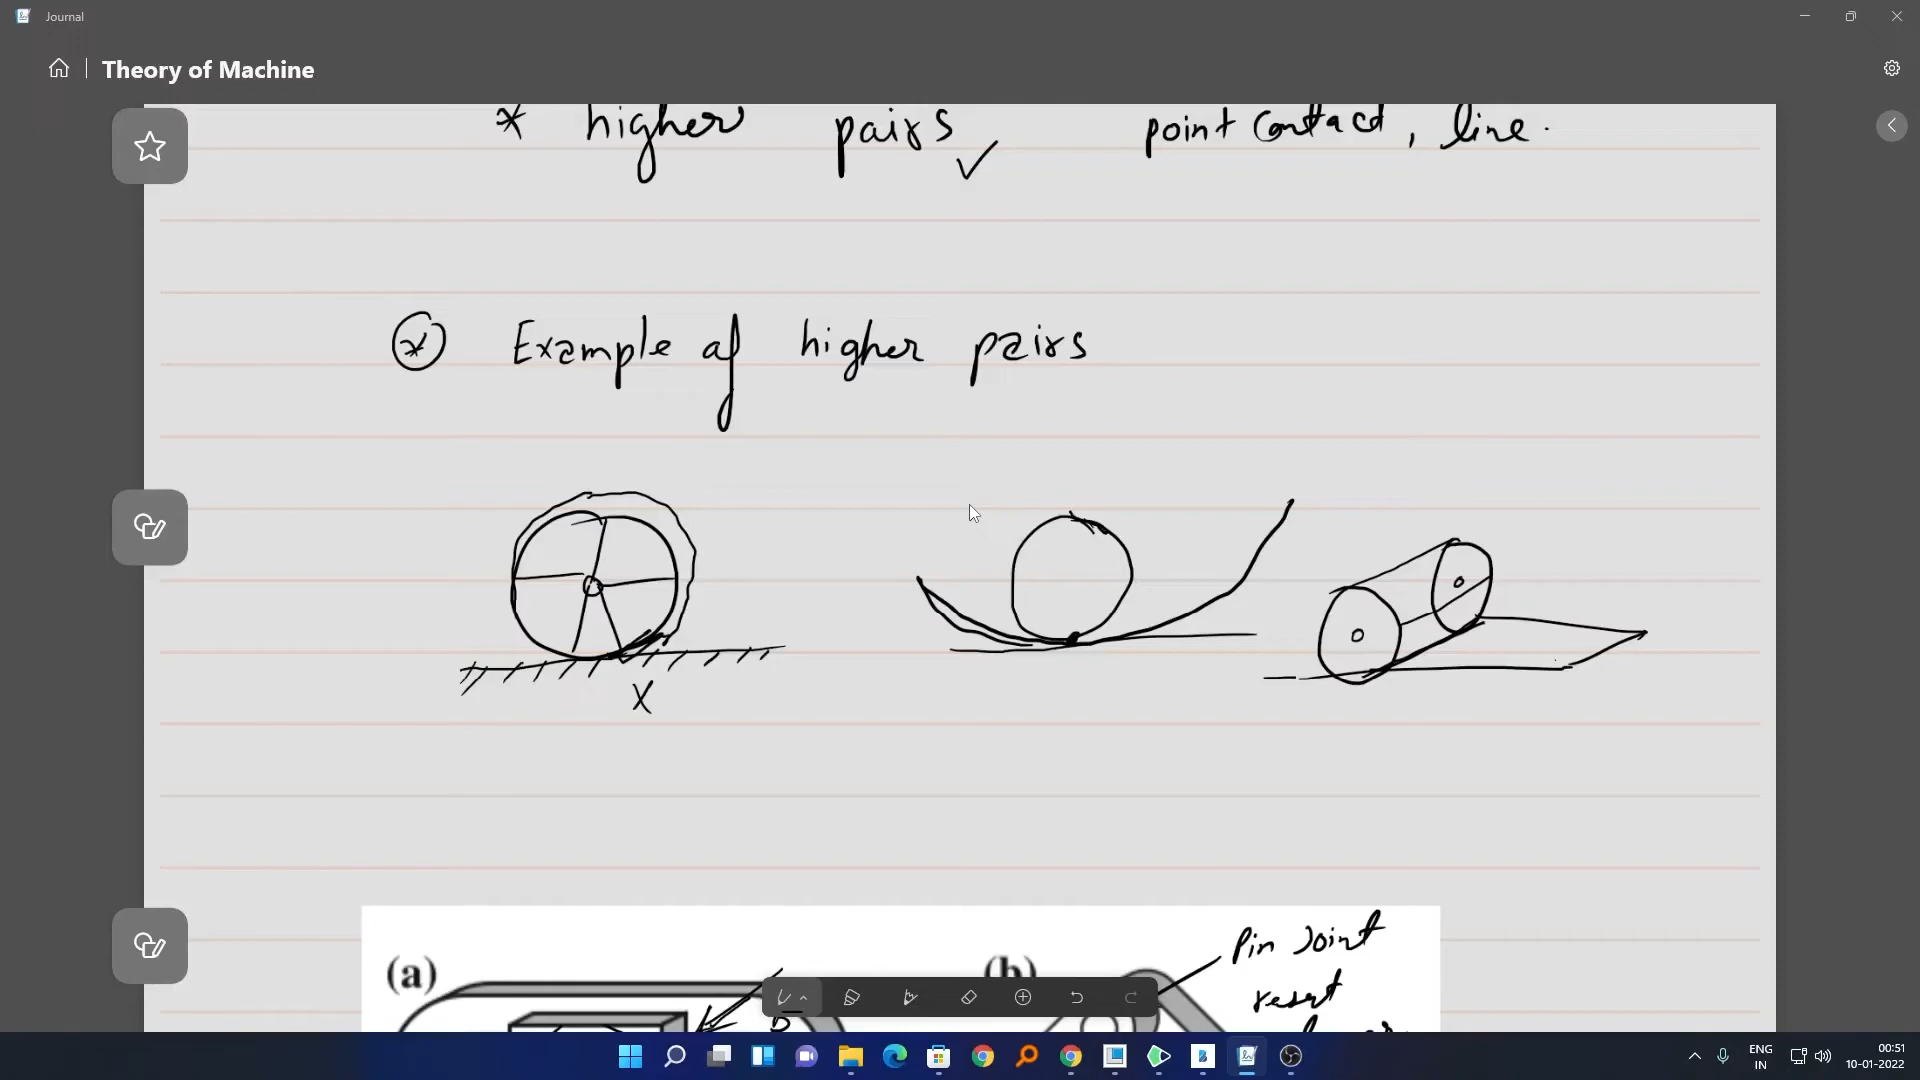 Journal
Theory of Machine
* higher pairs ✓ point contact, line.
* Example of higher pairs
X
Pin Joint
(a) (b)
ENG
IN
00:51
10-01-2022